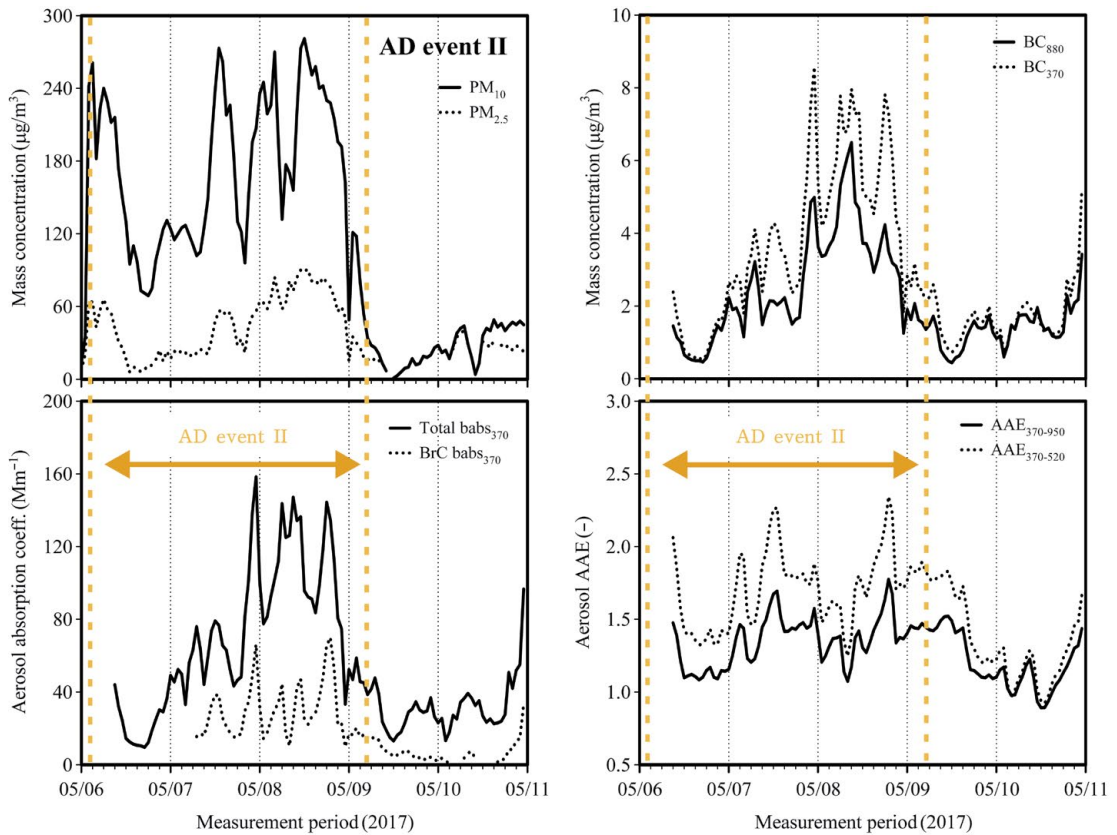 300
240
180
120
60
0
Mass concentration (µg/m³)
AD event II
PM₁₀
PM₂.₅
10
8
6
4
2
0
Mass concentration (µg/m³)
BC₈₈₀
BC₃₇₀
200
160
120
80
40
0
Aerosol absorption coeff. (Mm⁻¹)
AD event II
Total babs₃₇₀
BrC babs₃₇₀
05/06 05/07 05/08 05/09 05/10 05/11
Measurement period (2017)
3.0
2.5
2.0
1.5
1.0
0.5
Aerosol AAE (−)
AD event II
AAE₃₇₀₋₉₅₀
AAE₃₇₀₋₅₂₀
05/06 05/07 05/08 05/09 05/10 05/11
Measurement period (2017)